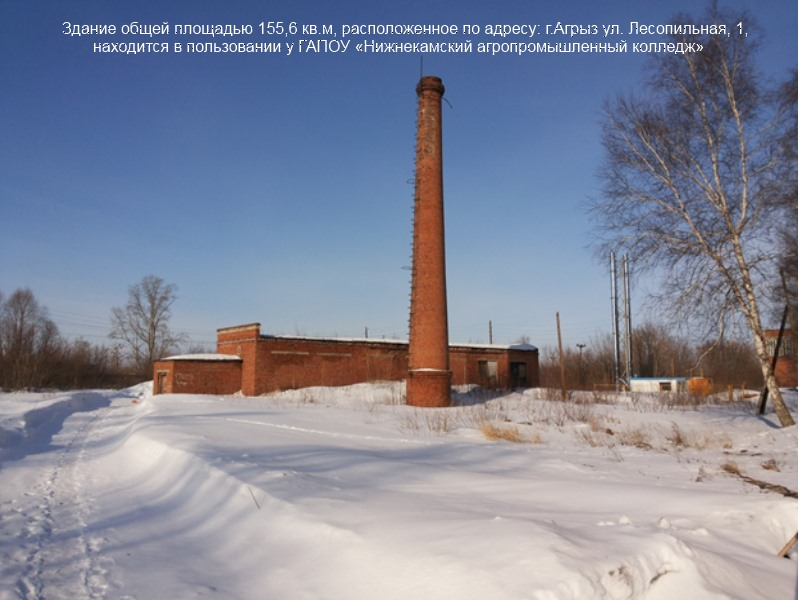 Здание общей площадью 155,6 кв.м, расположенное по адресу: г.Агрыз ул. Лесопильная, 1,
находится в пользовании у ГАПОУ «Нижнекамский агропромышленный колледж»